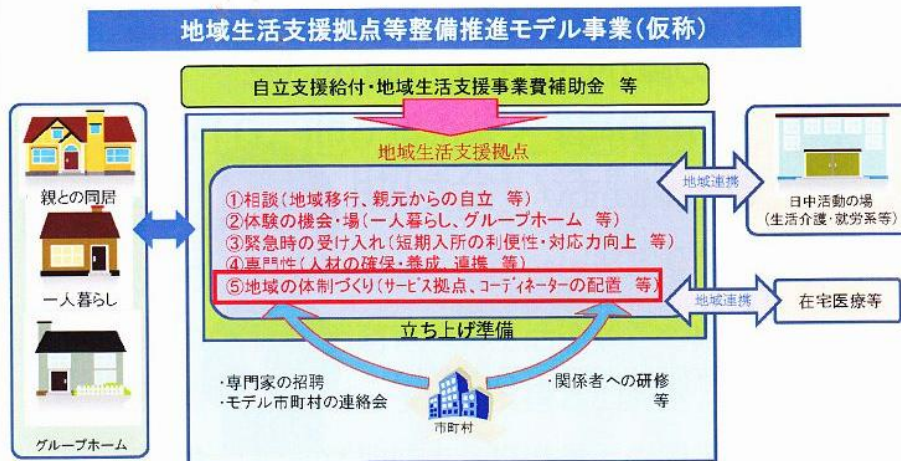 地域生活支援拠点等整備推進モデル事業(仮称)
自立支援給付・地域生活支援事業費補助金 等
地域生活支援拠点
①相談(地域移行、親元からの自立 等)
②体験の機会・場(一人暮らし、グループホーム 等)
③緊急時の受け入れ(短期入所の利便性・対応力向上 等)
④専門性(人材の確保・養成、連携 等)
⑤地域の体制づくり(サービス拠点、コーディネーターの配置 等)
立ち上げ準備
・専門家の招聘
・モデル市町村の連絡会
市町村
・関係者への研修
等
親との同居
一人暮らし
グループホーム
地域連携
日中活動の場
(生活介護・就労系等)
地域連携
在宅医療等